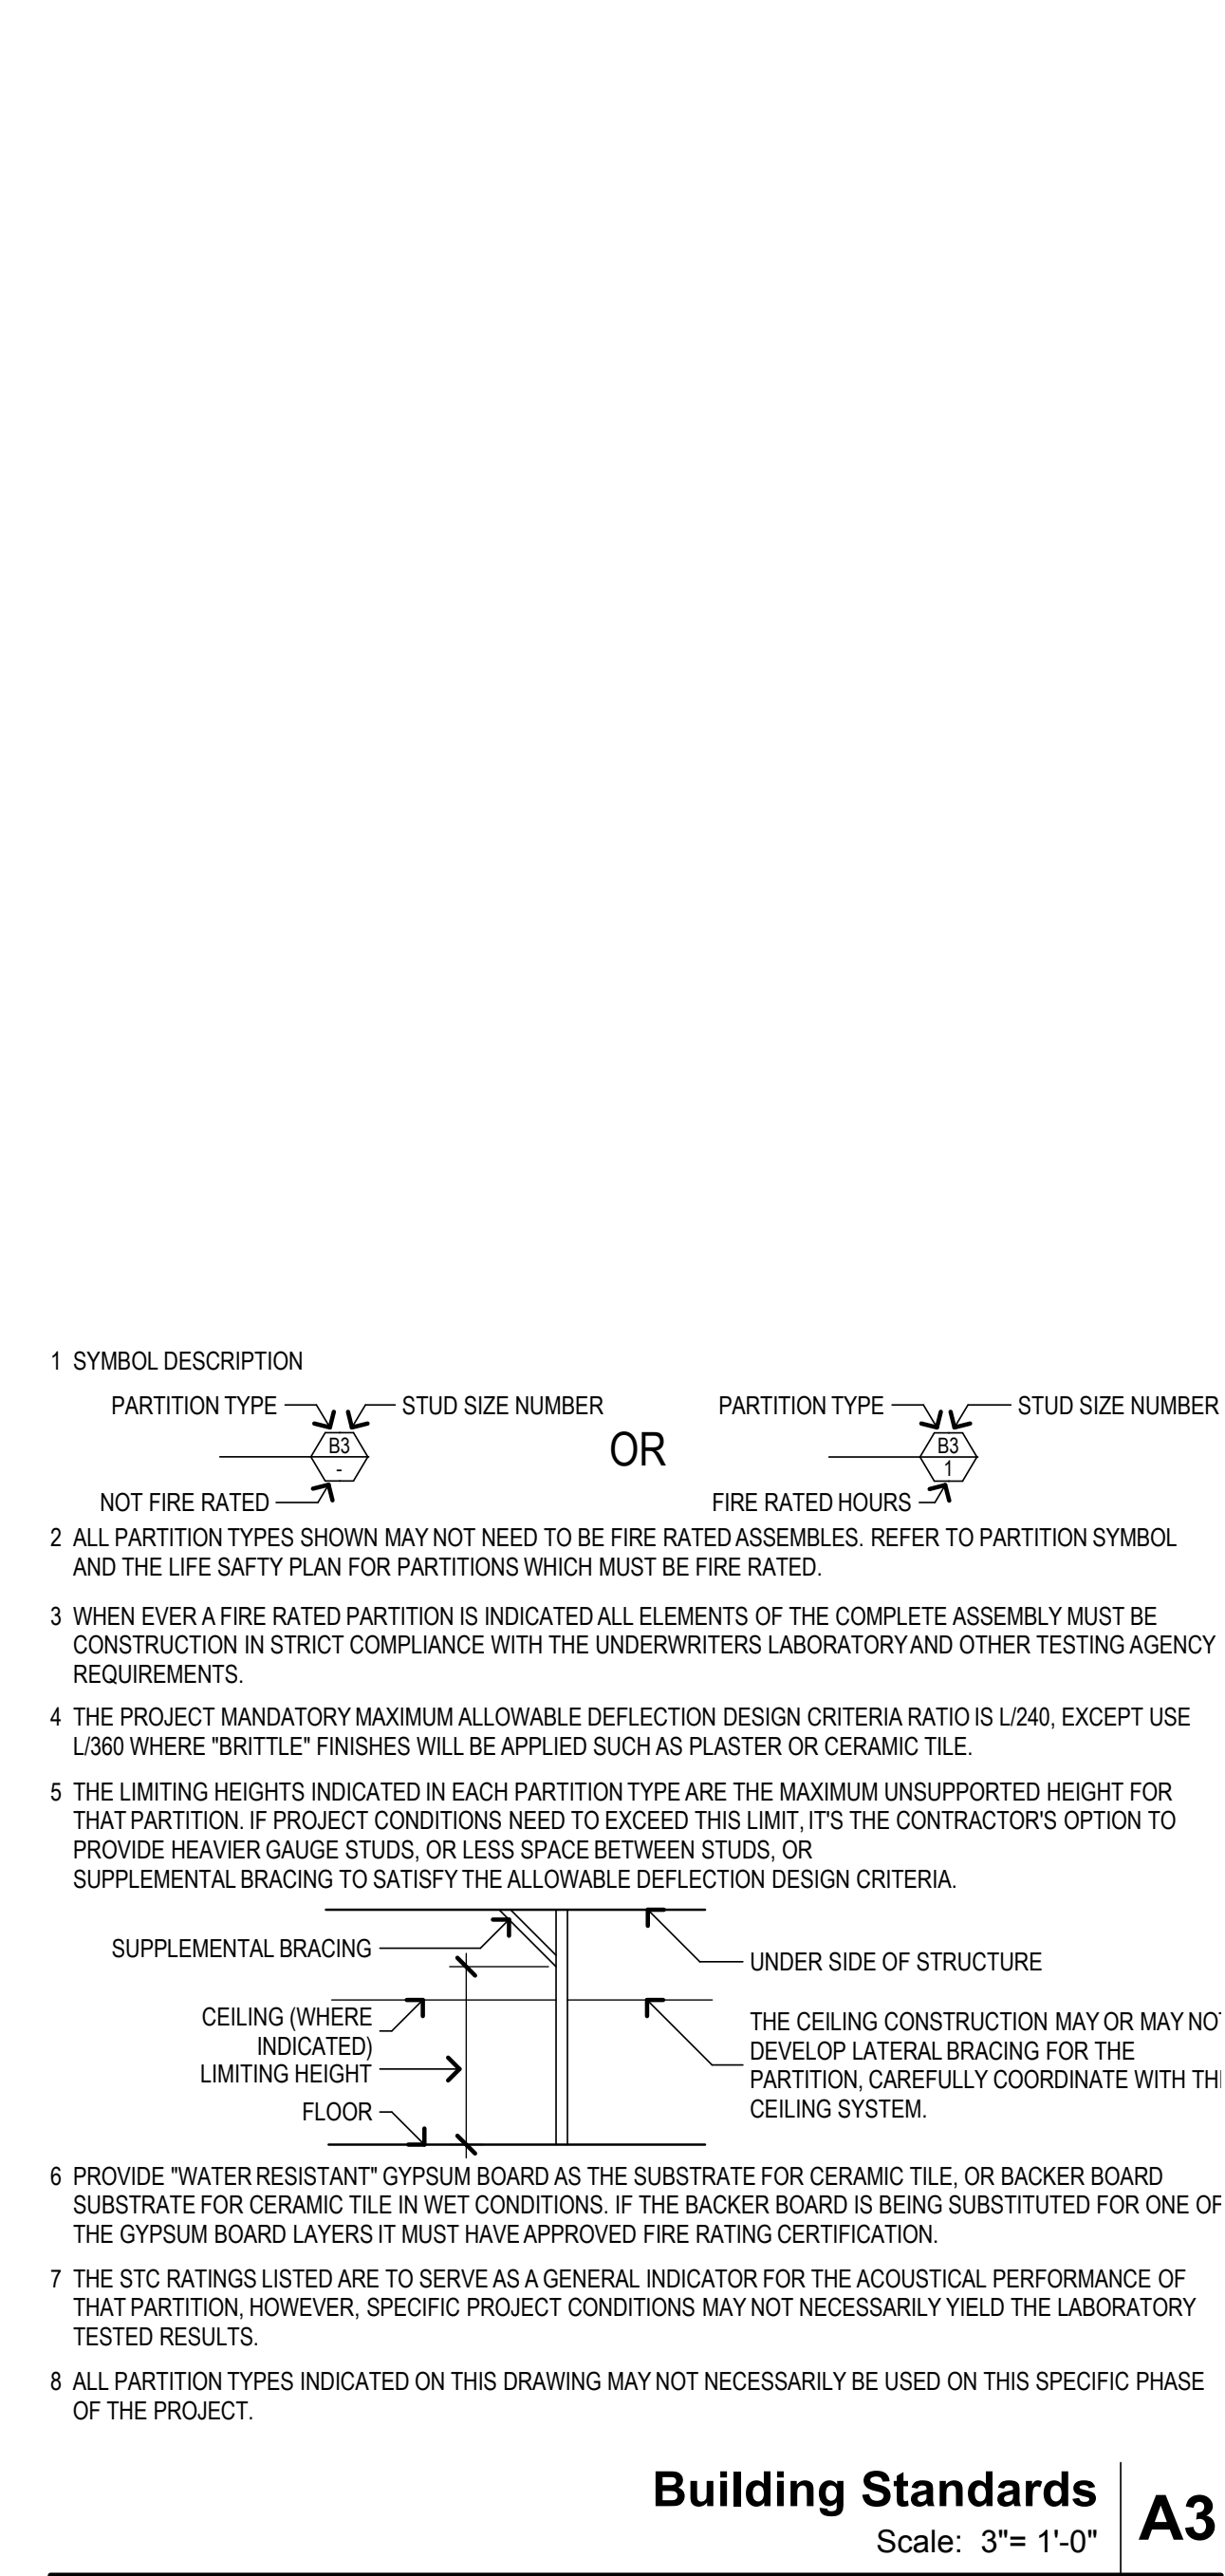 1 SYMBOL DESCRIPTION
PARTITION TYPE STUD SIZE NUMBER PARTITION TYPE STUD SIZE NUMBER
B3 OR B3
- 1
NOT FIRE RATED FIRE RATED HOURS
2 ALL PARTITION TYPES SHOWN MAY NOT NEED TO BE FIRE RATED ASSEMBLES. REFER TO PARTITION SYMBOL
AND THE LIFE SAFTY PLAN FOR PARTITIONS WHICH MUST BE FIRE RATED.
3 WHEN EVER A FIRE RATED PARTITION IS INDICATED ALL ELEMENTS OF THE COMPLETE ASSEMBLY MUST BE
CONSTRUCTION IN STRICT COMPLIANCE WITH THE UNDERWRITERS LABORATORY AND OTHER TESTING AGENCY
REQUIREMENTS.
4 THE PROJECT MANDATORY MAXIMUM ALLOWABLE DEFLECTION DESIGN CRITERIA RATIO IS L/240, EXCEPT USE
L/360 WHERE "BRITTLE" FINISHES WILL BE APPLIED SUCH AS PLASTER OR CERAMIC TILE.
5 THE LIMITING HEIGHTS INDICATED IN EACH PARTITION TYPE ARE THE MAXIMUM UNSUPPORTED HEIGHT FOR
THAT PARTITION. IF PROJECT CONDITIONS NEED TO EXCEED THIS LIMIT, IT'S THE CONTRACTOR'S OPTION TO
PROVIDE HEAVIER GAUGE STUDS, OR LESS SPACE BETWEEN STUDS, OR
SUPPLEMENTAL BRACING TO SATISFY THE ALLOWABLE DEFLECTION DESIGN CRITERIA.
SUPPLEMENTAL BRACING
UNDER SIDE OF STRUCTURE
CEILING (WHERE
INDICATED)
LIMITING HEIGHT
FLOOR
THE CEILING CONSTRUCTION MAY OR MAY NOT
DEVELOP LATERAL BRACING FOR THE
PARTITION, CAREFULLY COORDINATE WITH THE
CEILING SYSTEM.
6 PROVIDE "WATER RESISTANT" GYPSUM BOARD AS THE SUBSTRATE FOR CERAMIC TILE, OR BACKER BOARD
SUBSTRATE FOR CERAMIC TILE IN WET CONDITIONS. IF THE BACKER BOARD IS BEING SUBSTITUTED FOR ONE OF
THE GYPSUM BOARD LAYERS IT MUST HAVE APPROVED FIRE RATING CERTIFICATION.
7 THE STC RATINGS LISTED ARE TO SERVE AS A GENERAL INDICATOR FOR THE ACOUSTICAL PERFORMANCE OF
THAT PARTITION, HOWEVER, SPECIFIC PROJECT CONDITIONS MAY NOT NECESSARILY YIELD THE LABORATORY
TESTED RESULTS.
8 ALL PARTITION TYPES INDICATED ON THIS DRAWING MAY NOT NECESSARILY BE USED ON THIS SPECIFIC PHASE
OF THE PROJECT.
Building Standards
A3
Scale: 3"= 1'-0"